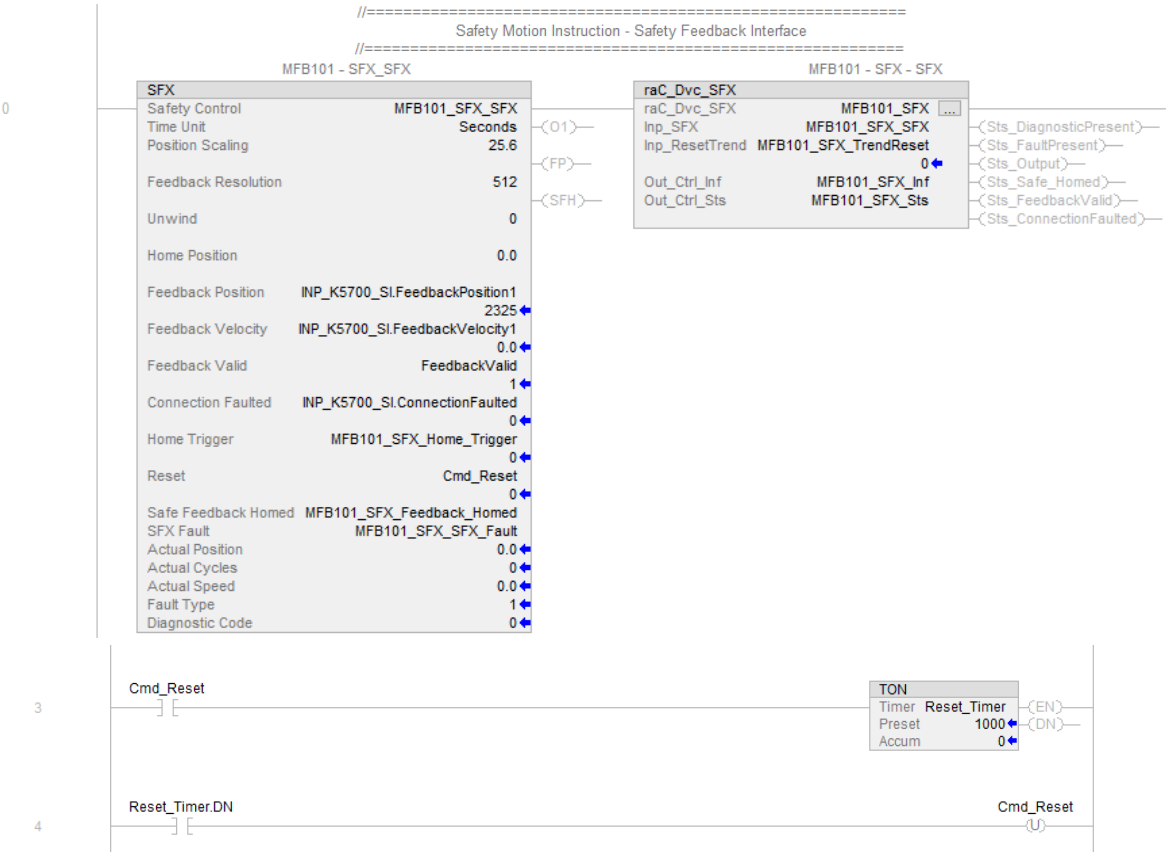 //===========================================================
Safety Motion Instruction - Safety Feedback Interface
//===========================================================
MFB101 - SFX_SFX
MFB101 - SFX - SFX
0
SFX
Safety Control MFB101_SFX_SFX
Time Unit Seconds (O1)
Position Scaling 25.6
(FP)
Feedback Resolution 512
(SFH)
Unwind 0
Home Position 0.0
Feedback Position INP_K5700_SI.FeedbackPosition1
2325
Feedback Velocity INP_K5700_SI.FeedbackVelocity1
0.0
Feedback Valid FeedbackValid
1
Connection Faulted INP_K5700_SI.ConnectionFaulted
0
Home Trigger MFB101_SFX_Home_Trigger
0
Reset Cmd_Reset
0
Safe Feedback Homed MFB101_SFX_Feedback_Homed
SFX Fault MFB101_SFX_SFX_Fault
Actual Position 0.0
Actual Cycles 0
Actual Speed 0.0
Fault Type 1
Diagnostic Code 0
raC_Dvc_SFX
raC_Dvc_SFX MFB101_SFX ...
Inp_SFX MFB101_SFX_SFX (Sts_DiagnosticPresent)
Inp_ResetTrend MFB101_SFX_TrendReset (Sts_FaultPresent)
0 (Sts_Output)
Out_Ctrl_Inf MFB101_SFX_Inf (Sts_Safe_Homed)
Out_Ctrl_Sts MFB101_SFX_Sts (Sts_FeedbackValid)
(Sts_ConnectionFaulted)
3
Cmd_Reset
TON
Timer Reset_Timer (EN)
Preset 1000 (DN)
Accum 0
4
Reset_Timer.DN
Cmd_Reset
(U)